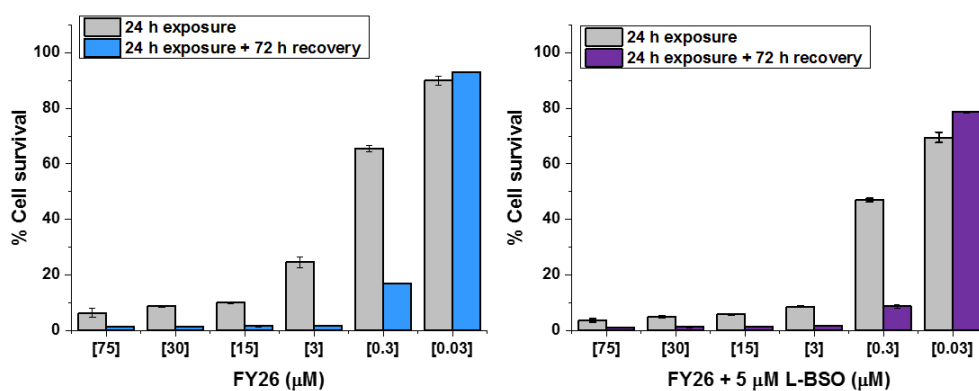 24 h exposure
24 h exposure + 72 h recovery
% Cell survival
100
80
60
40
20
0
[75] [30] [15] [3] [0.3] [0.03]
FY26 (μM)
24 h exposure
24 h exposure + 72 h recovery
% Cell survival
100
80
60
40
20
0
[75] [30] [15] [3] [0.3] [0.03]
FY26 + 5 μM L-BSO (μM)